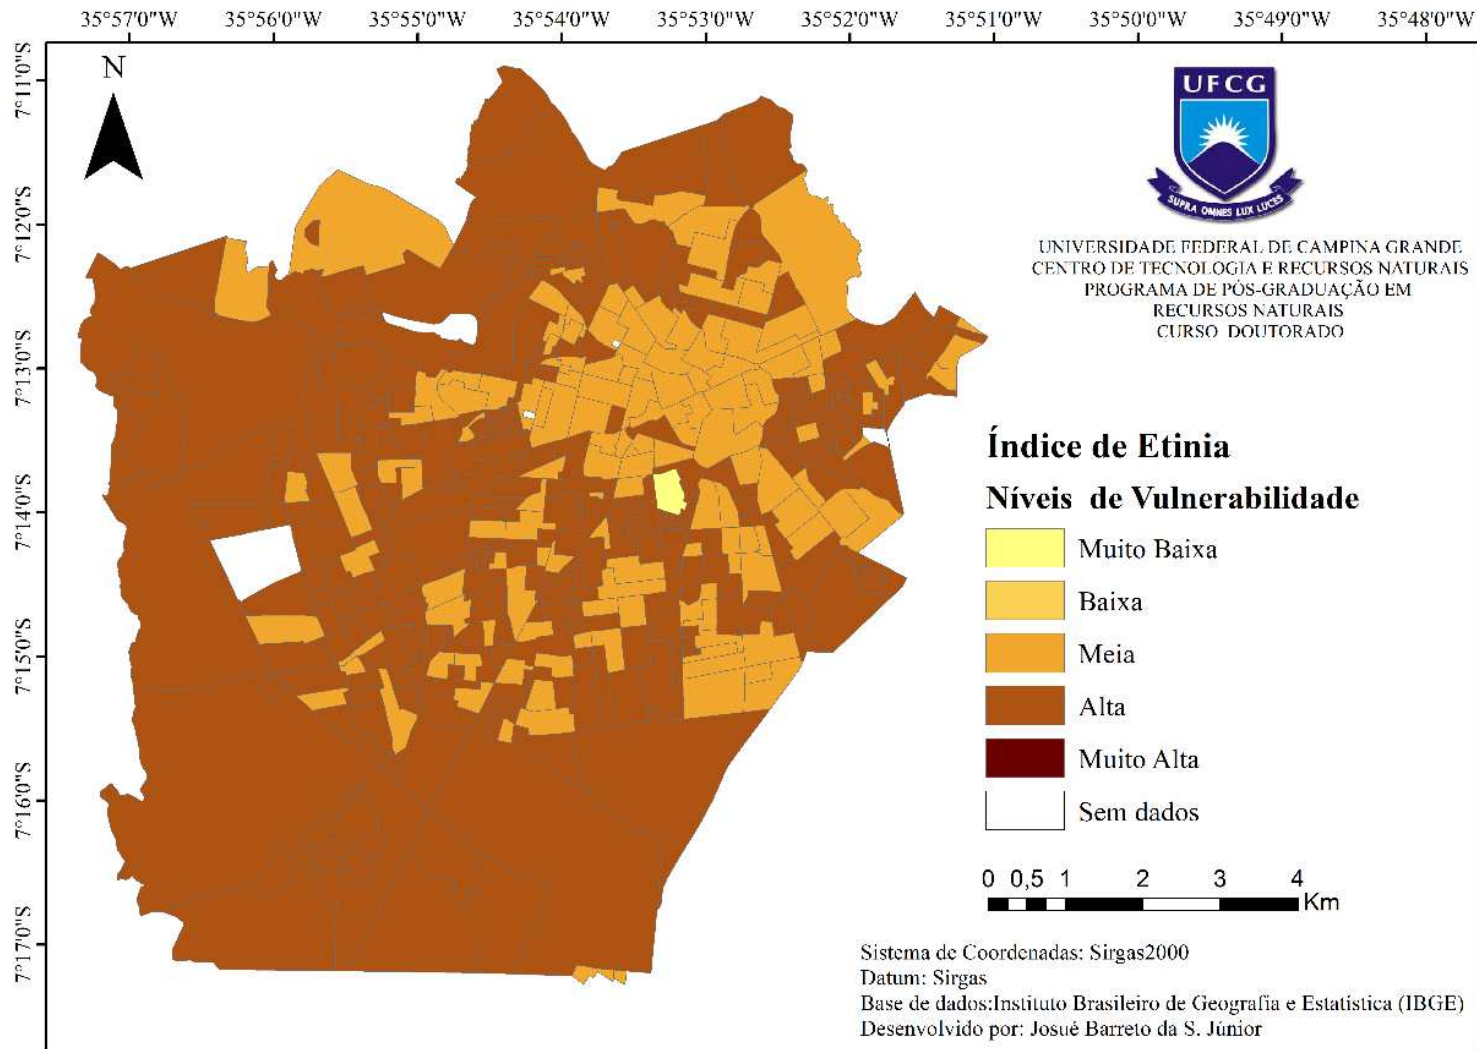 35°57'0"W 35°56'0"W 35°55'0"W 35°54'0"W 35°53'0"W 35°52'0"W 35°51'0"W 35°50'0"W 35°49'0"W 35°48'0"W
7°11'0"S
7°12'0"S
7°13'0"S
7°14'0"S
7°15'0"S
7°16'0"S
7°17'0"S
N
UFCG
SUPRA OMNES LUX LUCES
UNIVERSIDADE FEDERAL DE CAMPINA GRANDE
CENTRO DE TECNOLOGIA E RECURSOS NATURAIS
PROGRAMA DE PÓS-GRADUAÇÃO EM
RECURSOS NATURAIS
CURSO DOUTORADO
Índice de Etinia
Níveis de Vulnerabilidade
Muito Baixa
Baixa
Meia
Alta
Muito Alta
Sem dados
0 0,5 1 2 3 4
Km
Sistema de Coordenadas: Sirgas2000
Datum: Sirgas
Base de dados:Instituto Brasileiro de Geografia e Estatística (IBGE)
Desenvolvido por: Josué Barreto da S. Júnior